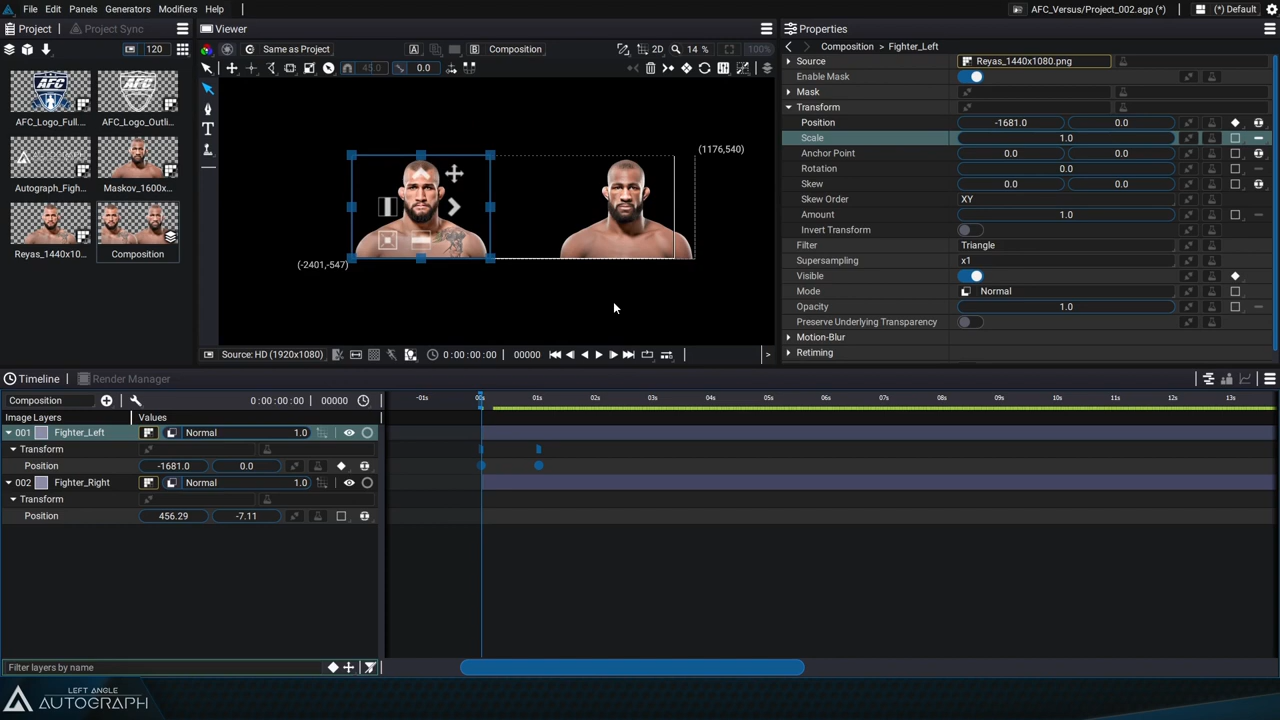 File Edit Panels Generators Modifiers Help
AFC_Versus/Project_002.agp (*) (*) Default
Project Project Sync
Viewer
Properties
120
Same as Project A B Composition 2D 14 % 100%
Composition > Fighter_Left
45.0 0.0
Source Reyas_1440x1080.png
Enable Mask
Mask
Transform
Position -1681.0 0.0
Scale 1.0
Anchor Point 0.0 0.0
Rotation 0.0
Skew 0.0 0.0
Skew Order XY
Amount 1.0
Invert Transform
Filter Triangle
Supersampling x1
Visible
Mode Normal
Opacity 1.0
Preserve Underlying Transparency
Motion-Blur
Retiming
AFC_Logo_Full... AFC_Logo_Outli...
Autograph_Figh... Maskov_1600x...
Reyas_1440x10... Composition
(1176,540)
(-2401,-547)
Source: HD (1920x1080) 0:00:00:00 00000
Timeline Render Manager
Composition 0:00:00:00 00000
-01s 00s 01s 02s 03s 04s 05s 06s 07s 08s 09s 10s 11s 12s 13s
Image Layers Values
001 Fighter_Left Normal 1.0
Transform
Position -1681.0 0.0
002 Fighter_Right Normal 1.0
Transform
Position 456.29 -7.11
Filter layers by name
LEFT ANGLE
AUTOGRAPH